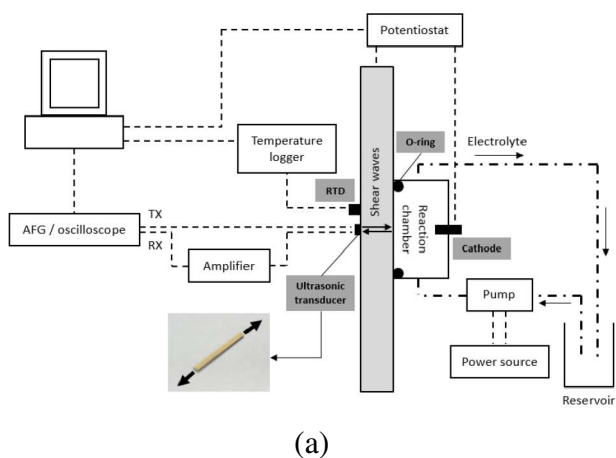 Potentiostat
Temperature
logger
O-ring
Electrolyte
RTD
Shear waves
Reaction
chamber
TX
AFG / oscilloscope
RX
Amplifier
Cathode
Ultrasonic
transducer
Pump
Power source
Reservoir
(a)